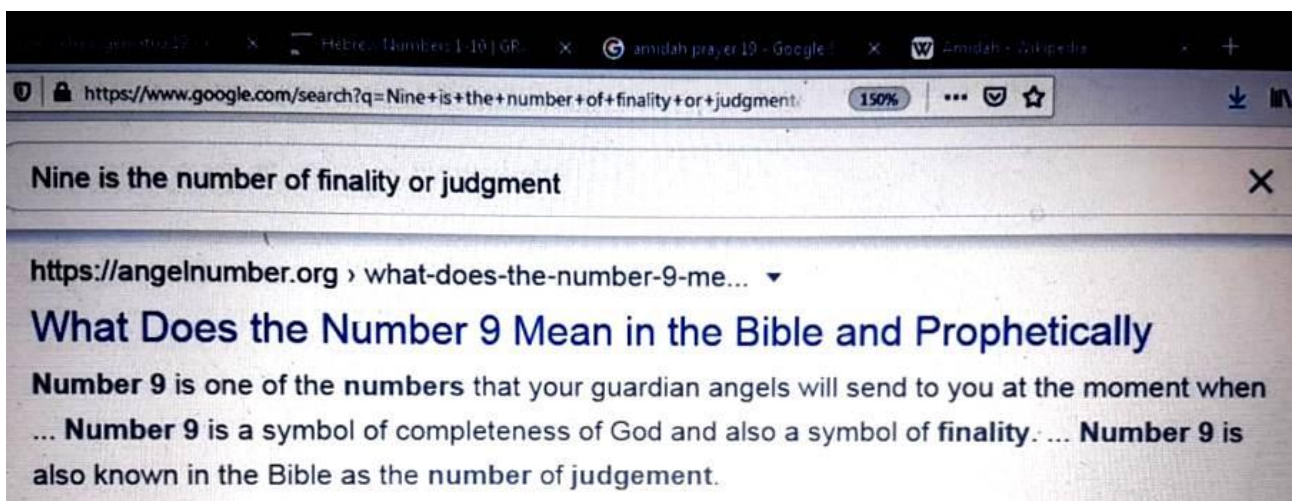 Hebrew Numbers 1-10 | GR
amidah prayer 19 - Google
Amidah - Wikipedia
https://www.google.com/search?q=Nine+is+the+number+of+finality+or+judgment
150%
Nine is the number of finality or judgment
https://angelnumber.org › what-does-the-number-9-me...
What Does the Number 9 Mean in the Bible and Prophetically
Number 9 is one of the numbers that your guardian angels will send to you at the moment when
... Number 9 is a symbol of completeness of God and also a symbol of finality. ... Number 9 is
also known in the Bible as the number of judgement.